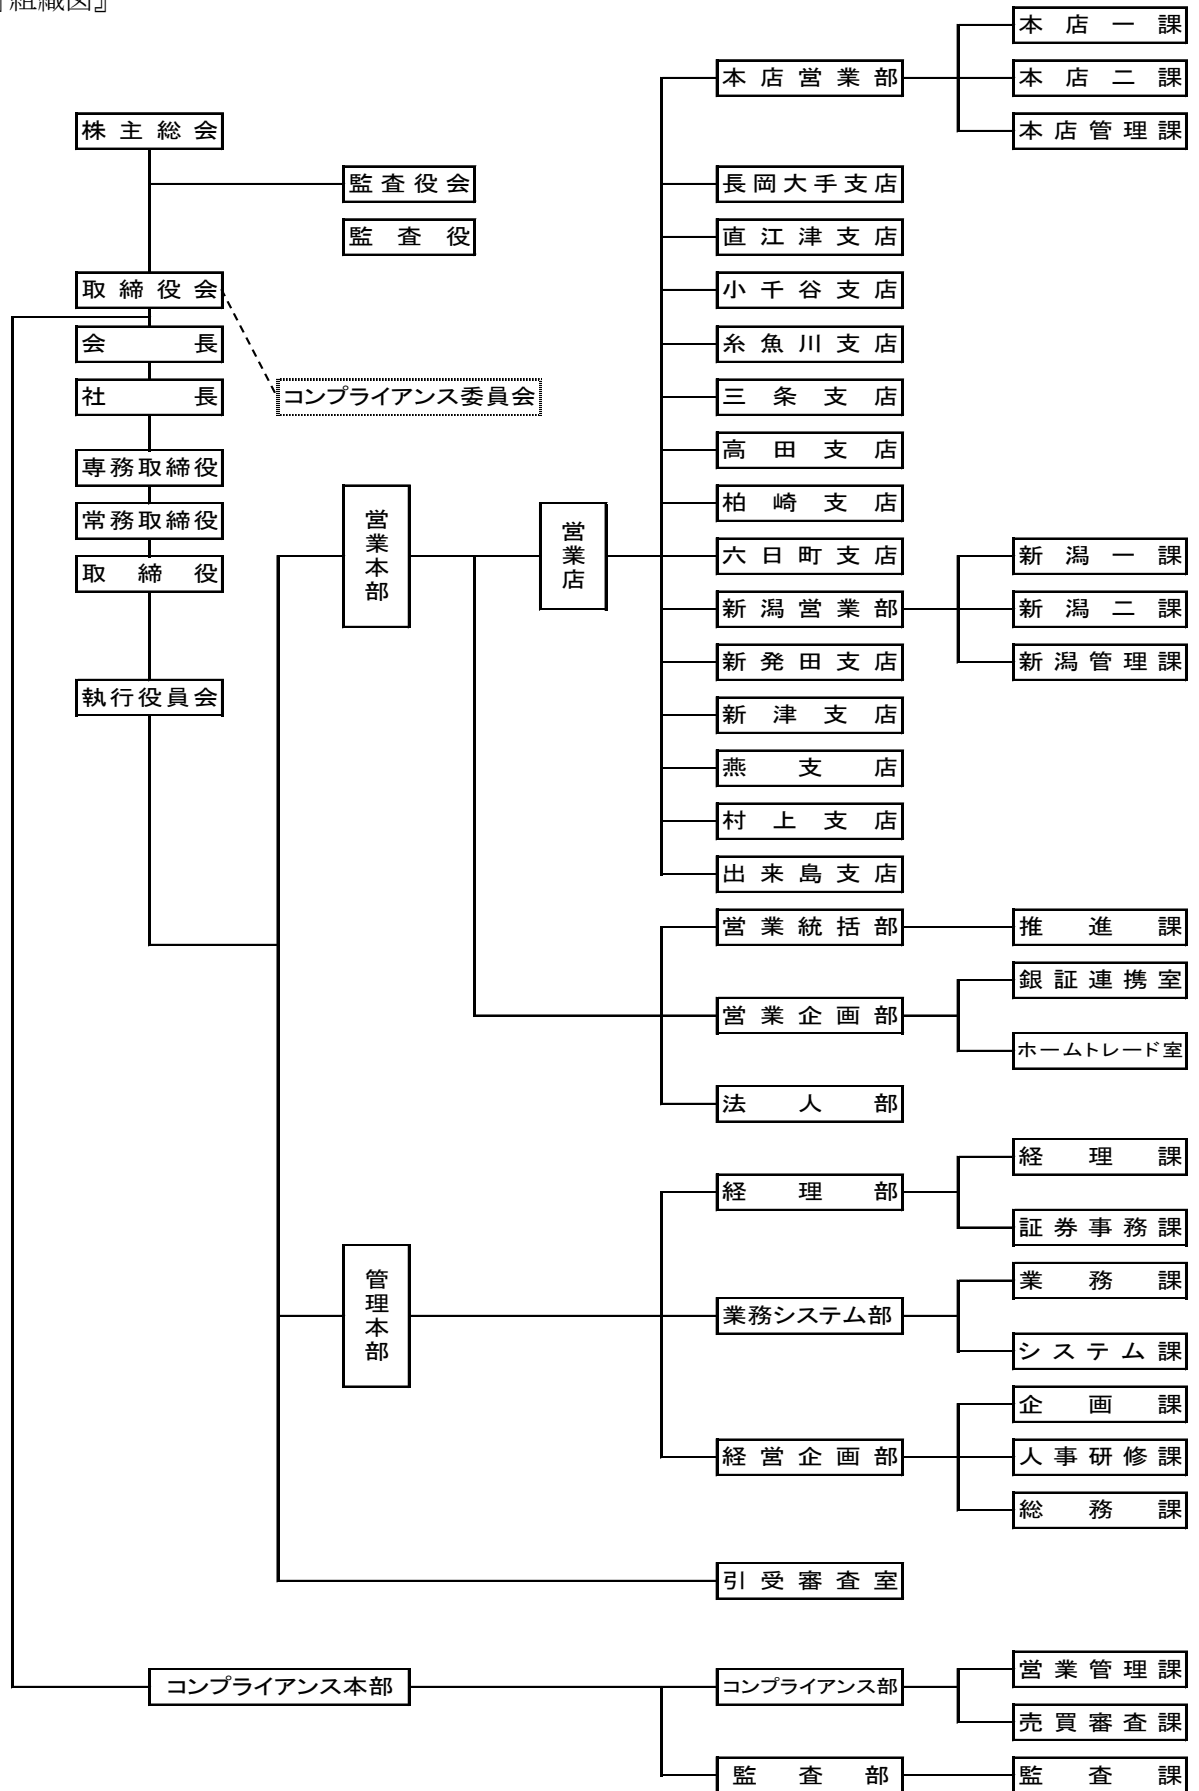 『組織図』
本店一課
本店営業部
本店二課
株主総会
本店管理課
監査役会
長岡大手支店
監査役
直江津支店
取締役会
小千谷支店
会長
糸魚川支店
社長
コンプライアンス委員会
三条支店
専務取締役
高田支店
常務取締役
営業本部
営業店
柏崎支店
取締役
六日町支店
新潟一課
新潟営業部
新潟二課
新発田支店
新潟管理課
執行役員会
新津支店
燕支店
村上支店
出来島支店
営業統括部
推進課
営業企画部
銀証連携室
ホームトレード室
法人部
経理部
経理課
証券事務課
管理本部
業務システム部
業務課
システム課
経営企画部
企画課
人事研修課
総務課
引受審査室
コンプライアンス本部
コンプライアンス部
営業管理課
売買審査課
監査部
監査課